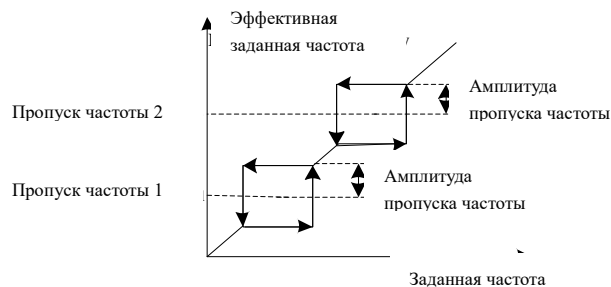 Эффективная
заданная частота
Амплитуда
пропуска частоты
Пропуск частоты 2
Амплитуда
пропуска частоты
Пропуск частоты 1
Заданная частота